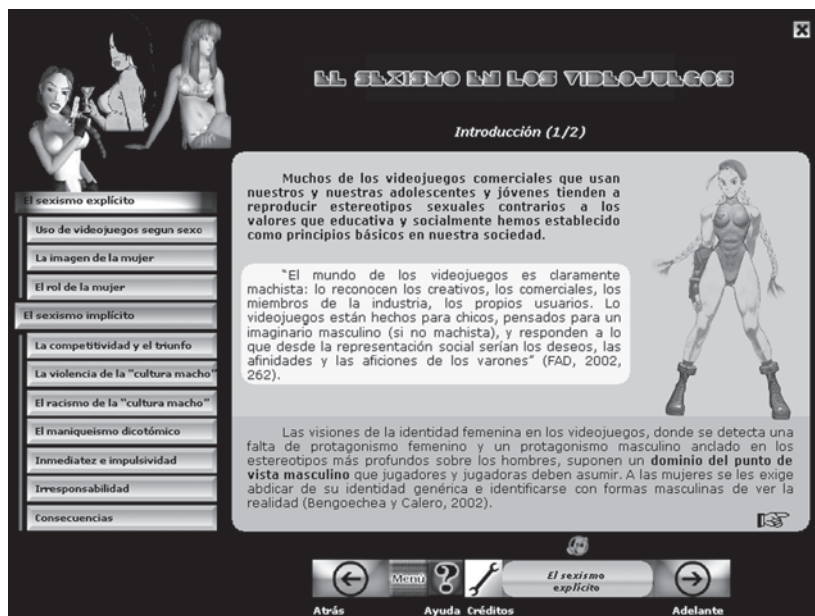 EL SEXISMO EN LOS VIDEOJUEGOS
Introducción (1/2)
El sexismo explícito
Uso de videojuegos segun sexo
La imagen de la mujer
El rol de la mujer
El sexismo implícito
La competitividad y el triunfo
La violencia de la "cultura macho"
El racismo de la "cultura macho"
El maniqueismo dicotómico
Inmediatez e impulsividad
Irresponsabilidad
Consecuencias
Muchos de los videojuegos comerciales que usan
nuestros y nuestras adolescentes y jóvenes tienden a
reproducir estereotipos sexuales contrarios a los
valores que educativa y socialmente hemos establecido
como principios básicos en nuestra sociedad.
"El mundo de los videojuegos es claramente
machista: lo reconocen los creativos, los comerciales, los
miembros de la industria, los propios usuarios. Lo
videojuegos están hechos para chicos, pensados para un
imaginario masculino (si no machista), y responden a lo
que desde la representación social serían los deseos, las
afinidades y las aficiones de los varones" (FAD, 2002,
262).
Las visiones de la identidad femenina en los videojuegos, donde se detecta una
falta de protagonismo femenino y un protagonismo masculino anclado en los
estereotipos más profundos sobre los hombres, suponen un dominio del punto de
vista masculino que jugadores y jugadoras deben asumir. A las mujeres se les exige
abdicar de su identidad genérica e identificarse con formas masculinas de ver la
realidad (Bengoechea y Calero, 2002).
Menú
?
El sexismo
explícito
Atrás
Ayuda
Créditos
Adelante